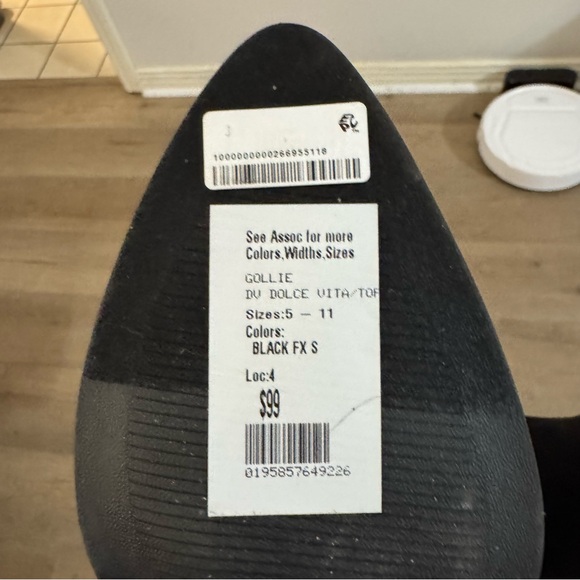 1000000000266955118
See Assoc for more
Colors,Widths,Sizes
GOLLIE
DV DOLCE VITA/TOP
Sizes:5 - 11
Colors:
BLACK FX S
Loc:4
$99
0195857649226